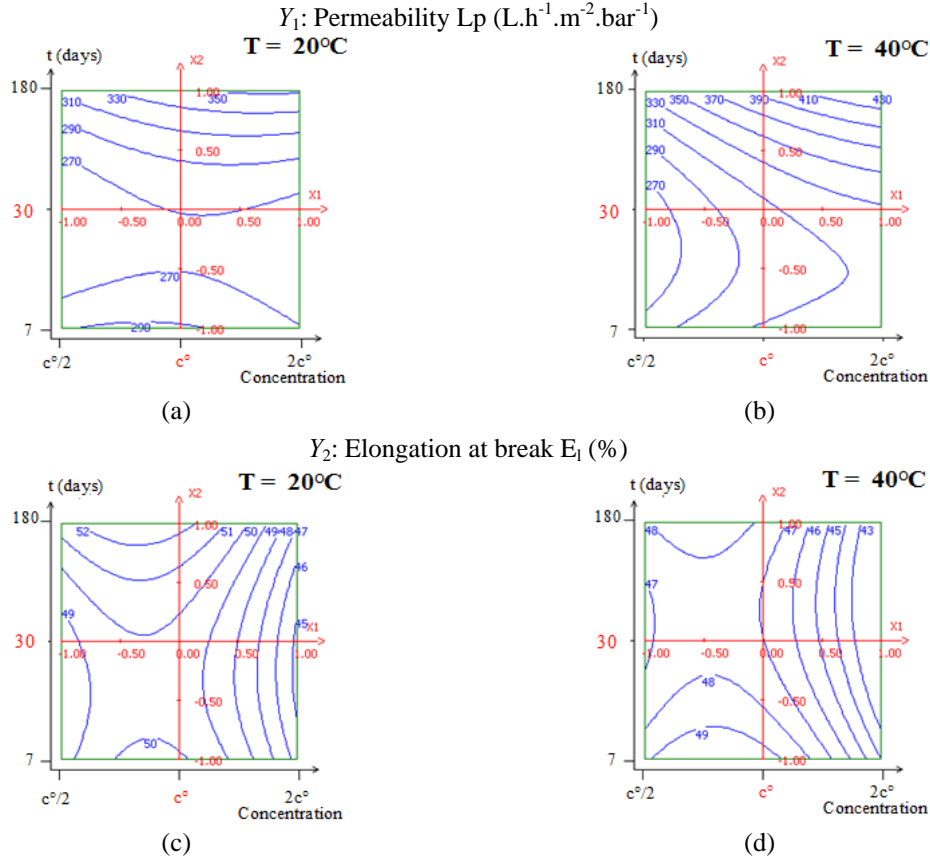 Y₁: Permeability Lp (L.h⁻¹.m⁻².bar⁻¹)
t (days) X2 T = 20°C
180 310 330 350 1.00
290
270 0.50
30 X1
-1.00 -0.50 0.00 0.50 1.00
270 -0.50
7 290 -1.00
c°/2 c° 2c°
Concentration
(a)
t (days) X2 T = 40°C
180 330 350 370 390 1.00 410 430
310
290 0.50
270
30 X1
-1.00 -0.50 0.00 0.50 1.00
-0.50
7 -1.00
c°/2 c° 2c°
Concentration
(b)
Y₂: Elongation at break E₁ (%)
t (days) X2 T = 20°C
180 52 1.00 51 50 49 48 47
0.50 46
49
30 45 X1
-1.00 -0.50 0.00 0.50 1.00
-0.50
7 50 -1.00
c°/2 c° 2c°
Concentration
(c)
t (days) X2 T = 40°C
180 48 1.00 47 46 45 43
47 0.50
30 X1
-1.00 -0.50 0.00 0.50 1.00
48 -0.50
49
7 -1.00
c°/2 c° 2c°
Concentration
(d)